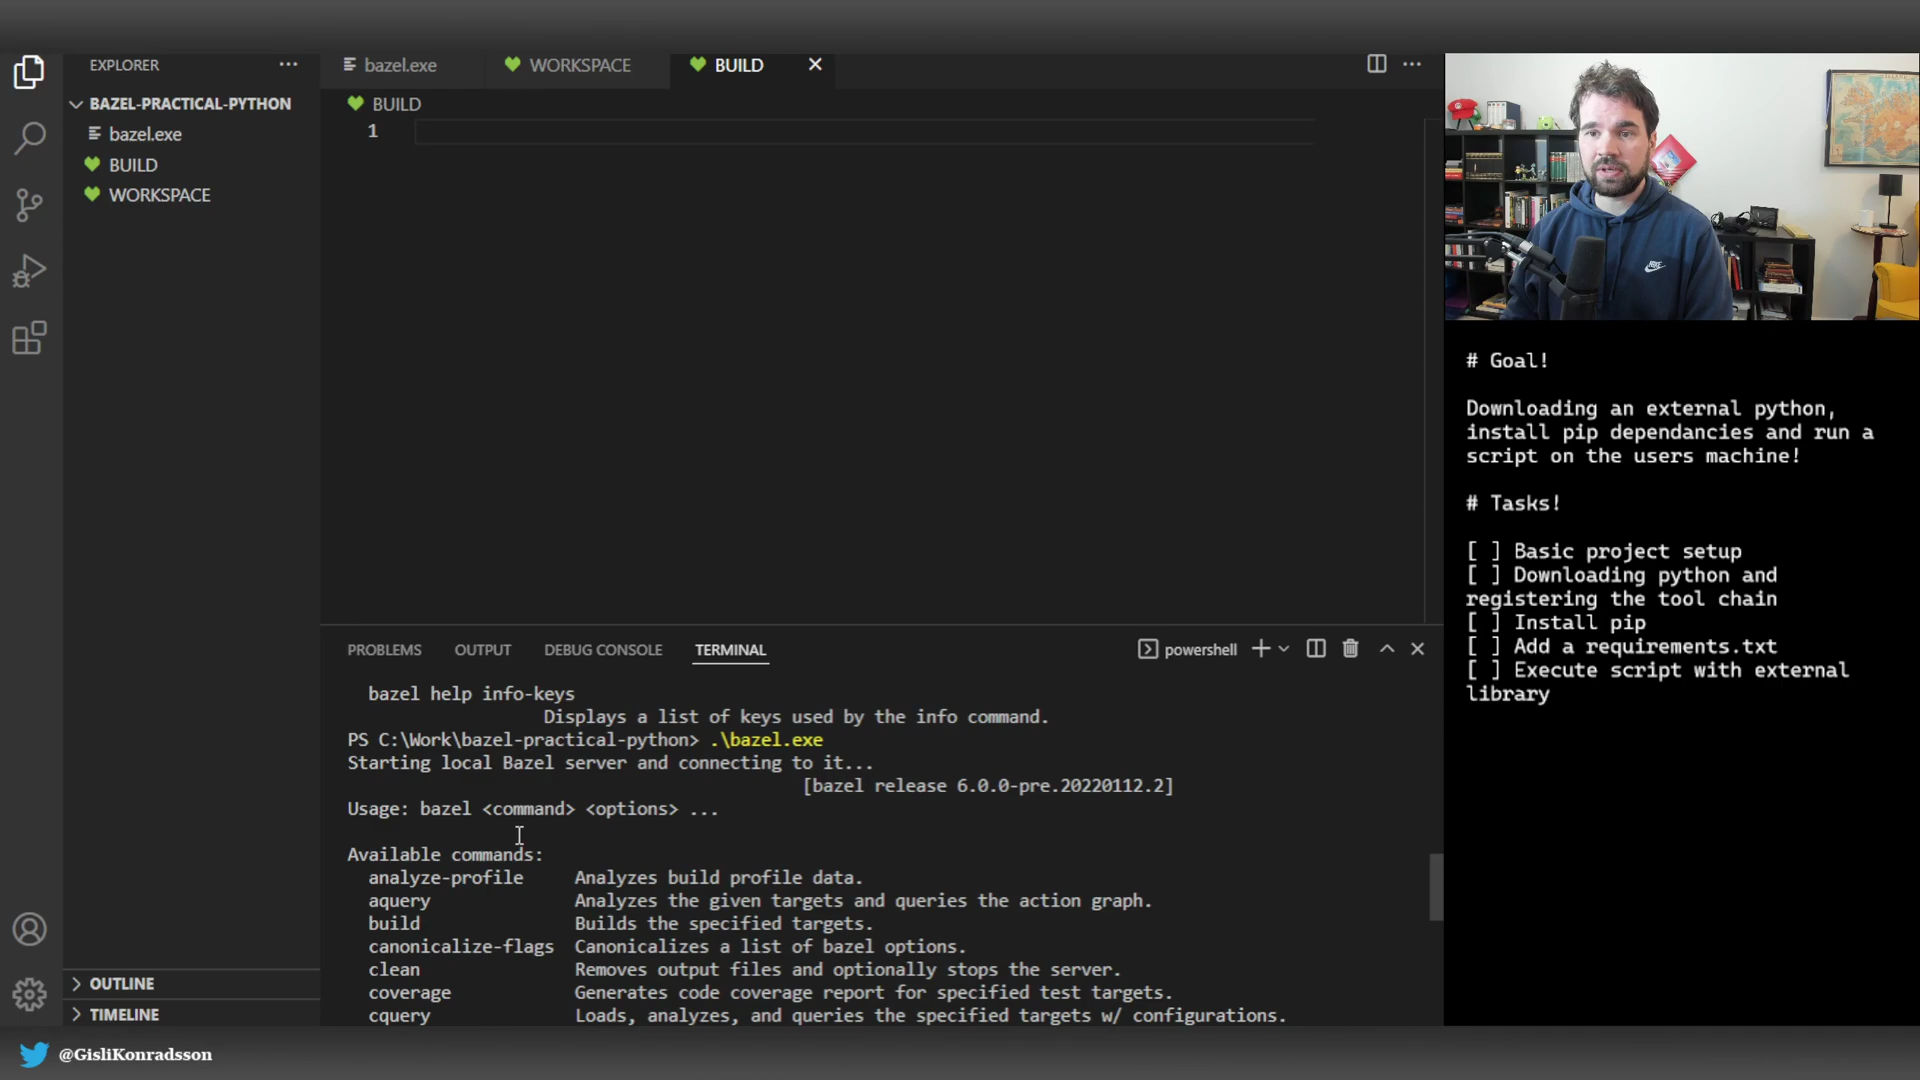 EXPLORER
BAZEL-PRACTICAL-PYTHON
bazel.exe
BUILD
WORKSPACE
OUTLINE
TIMELINE
bazel.exe
WORKSPACE
BUILD
BUILD
1
PROBLEMS
OUTPUT
DEBUG CONSOLE
TERMINAL
powershell
bazel help info-keys
Displays a list of keys used by the info command.
PS C:\Work\bazel-practical-python> .\bazel.exe
Starting local Bazel server and connecting to it...
[bazel release 6.0.0-pre.20220112.2]
Usage: bazel <command> <options> ...
Available commands:
analyze-profile Analyzes build profile data.
aquery Analyzes the given targets and queries the action graph.
build Builds the specified targets.
canonicalize-flags Canonicalizes a list of bazel options.
clean Removes output files and optionally stops the server.
coverage Generates code coverage report for specified test targets.
cquery Loads, analyzes, and queries the specified targets w/ configurations.
# Goal!
Downloading an external python,
install pip dependancies and run a
script on the users machine!
# Tasks!
[ ] Basic project setup
[ ] Downloading python and
registering the tool chain
[ ] Install pip
[ ] Add a requirements.txt
[ ] Execute script with external
library
@GisliKonradsson